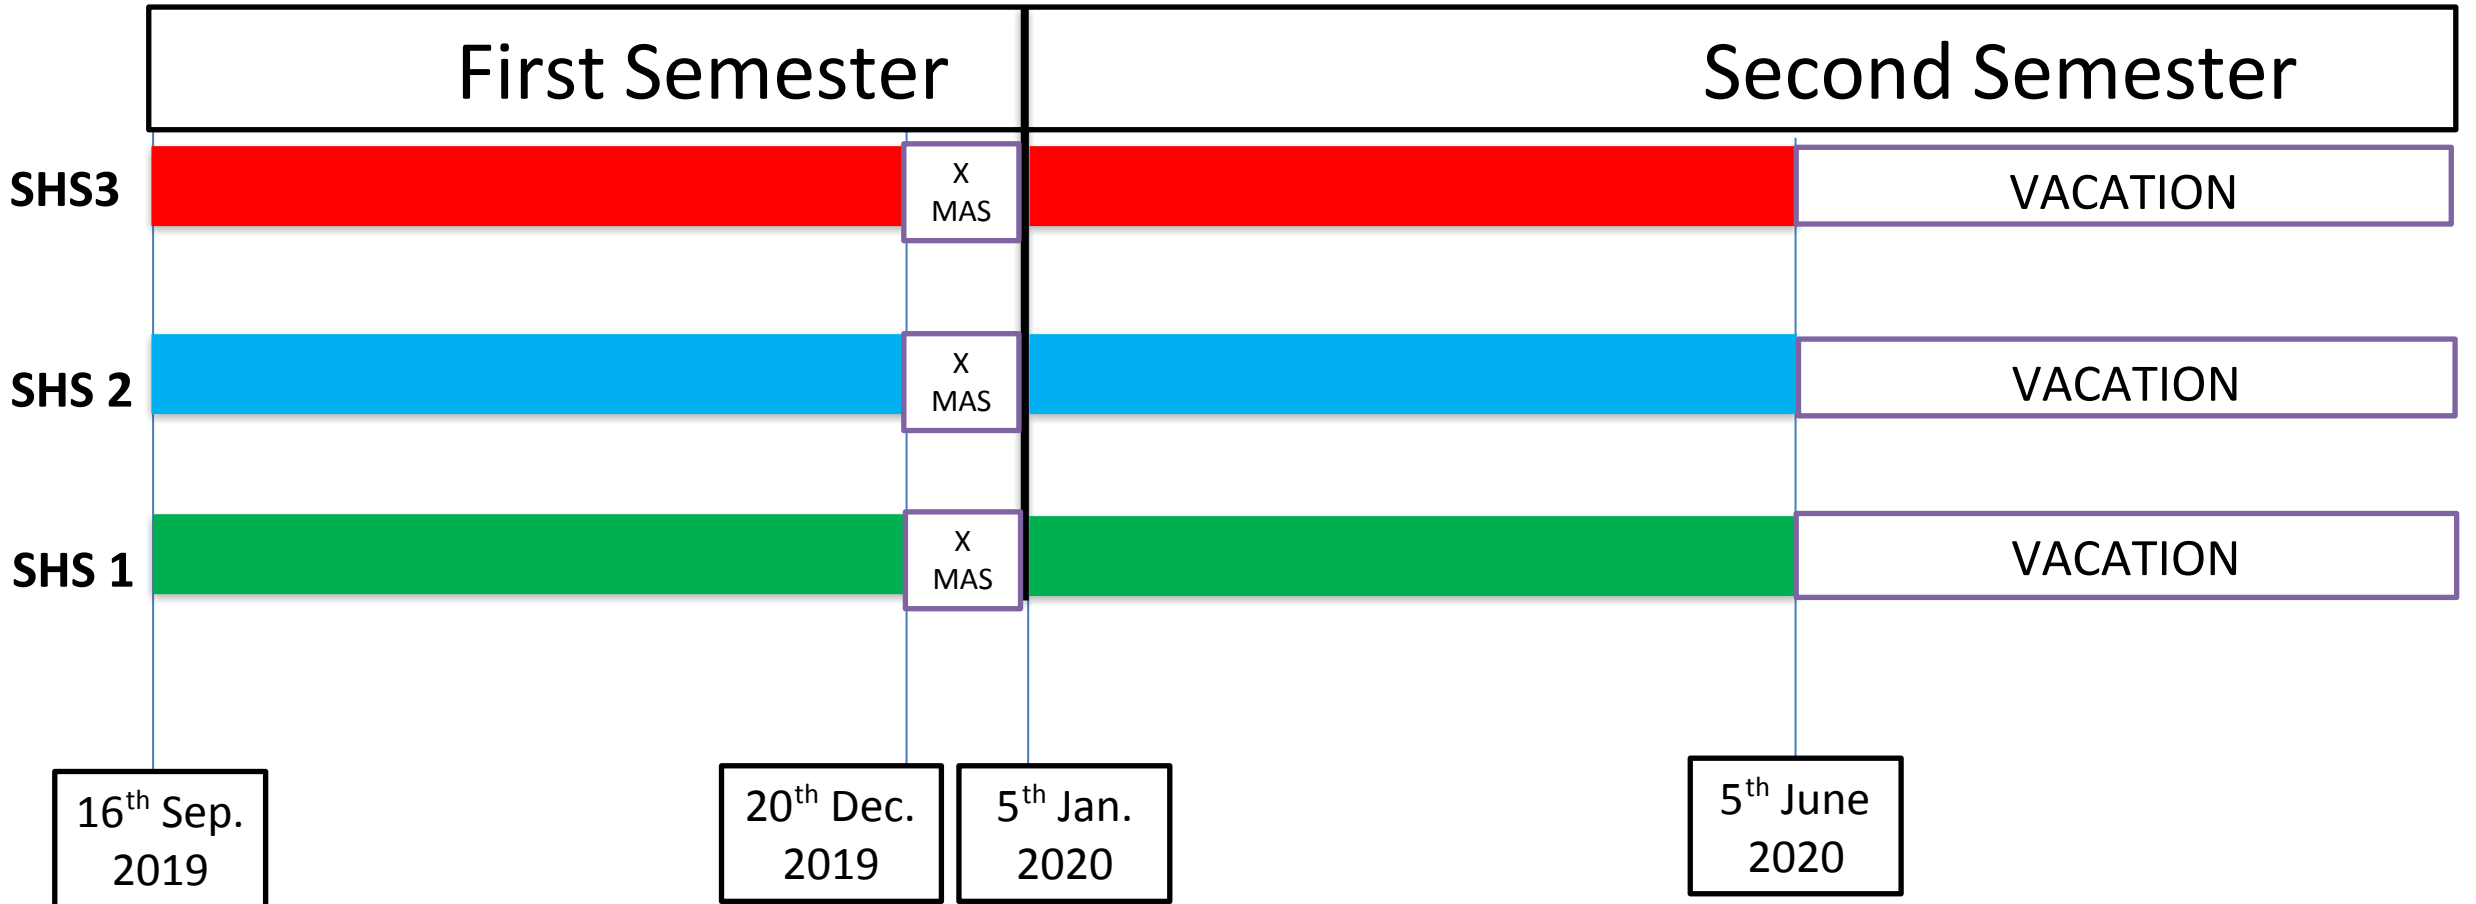 First Semester
Second Semester
SHS3
X
MAS
VACATION
SHS 2
X
MAS
VACATION
SHS 1
X
MAS
VACATION
16th Sep.
2019
20th Dec.
2019
5th Jan.
2020
5th June
2020